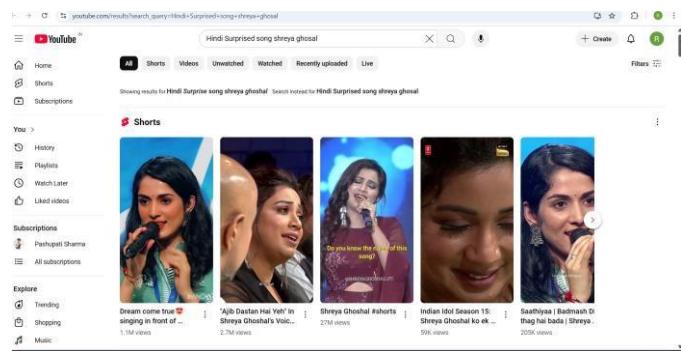 youtube.com/results?search_query=Hindi+Surprised+song+shreya+ghosal
YouTube
Hindi Surprised song shreya ghosal
Create
R
R
Home
Shorts
Subscriptions
You
History
Playlists
Watch Later
Liked videos
Subscriptions
Pashupati Sharma
All subscriptions
Explore
Trending
Shopping
Music
All Shorts Videos Unwatched Watched Recently uploaded Live
Filters
Showing results for Hindi Surprise song shreya ghoshal Search instead for Hindi Surprised song shreya ghosal
Shorts
Do you know the name of this
song?
Dream come true
singing in front of ...
1.1M views
'Ajib Dastan Hai Yeh' In
Shreya Ghoshal's Voic...
2.7M views
Shreya Ghoshal #shorts
27M views
Indian Idol Season 15:
Shreya Ghoshal ko ek ...
59K views
Saathiyaa | Badmash Di
thag hai bada | Shreya .
205K views